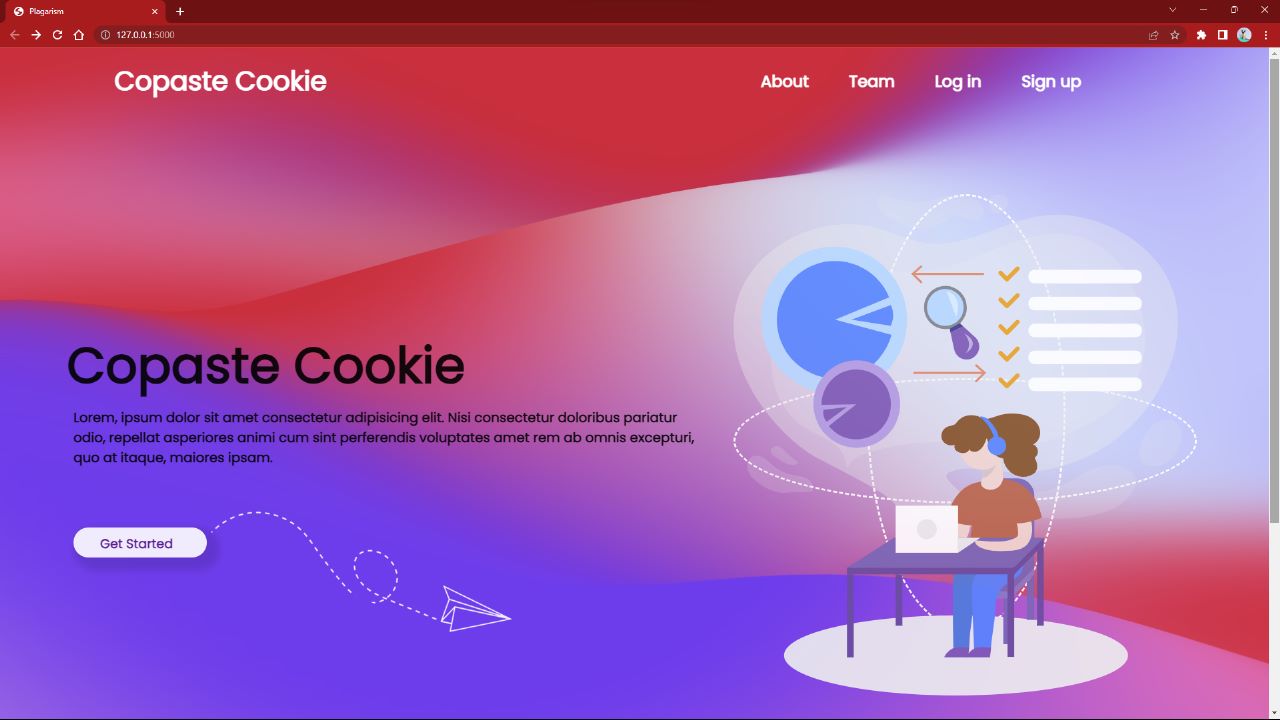 Plagarism
127.0.0.1:5000
Copaste Cookie
About Team Log in Sign up
Copaste Cookie
Lorem, ipsum dolor sit amet consectetur adipisicing elit. Nisi consectetur doloribus pariatur
odio, repellat asperiores animi cum sint perferendis voluptates amet rem ab omnis excepturi,
quo at itaque, maiores ipsam.
Get Started